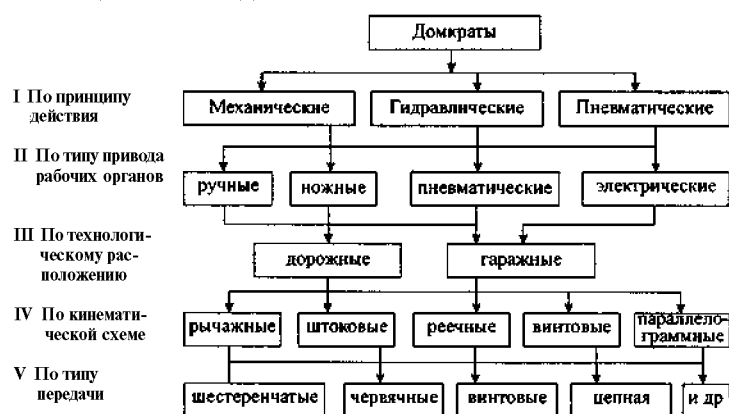 Домкраты
I По принципу
действия
Механические
Гидравлические
Пневматические
II По типу привода
рабочих органов
ручные
ножные
пневматические
электрические
III По технологи-
ческому рас-
положению
дорожные
гаражные
IV По кинемати-
ческой схеме
рычажные
штоковые
реечные
винтовые
параллело-
граммные
V По типу
передачи
шестеренчатые
червячные
винтовые
цепная
и др